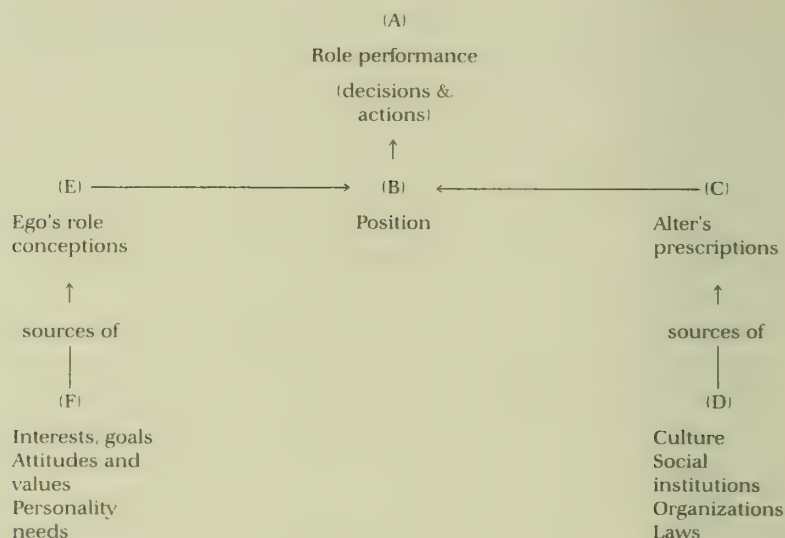 (A)
Role performance
(decisions &
actions)
↑
(E) → (B) ← (C)
Ego's role
conceptions
Position
Alter's
prescriptions
↑
sources of
(F)
Interests, goals
Attitudes and
values
Personality
needs
↑
sources of
(D)
Culture
Social
institutions
Organizations
Laws